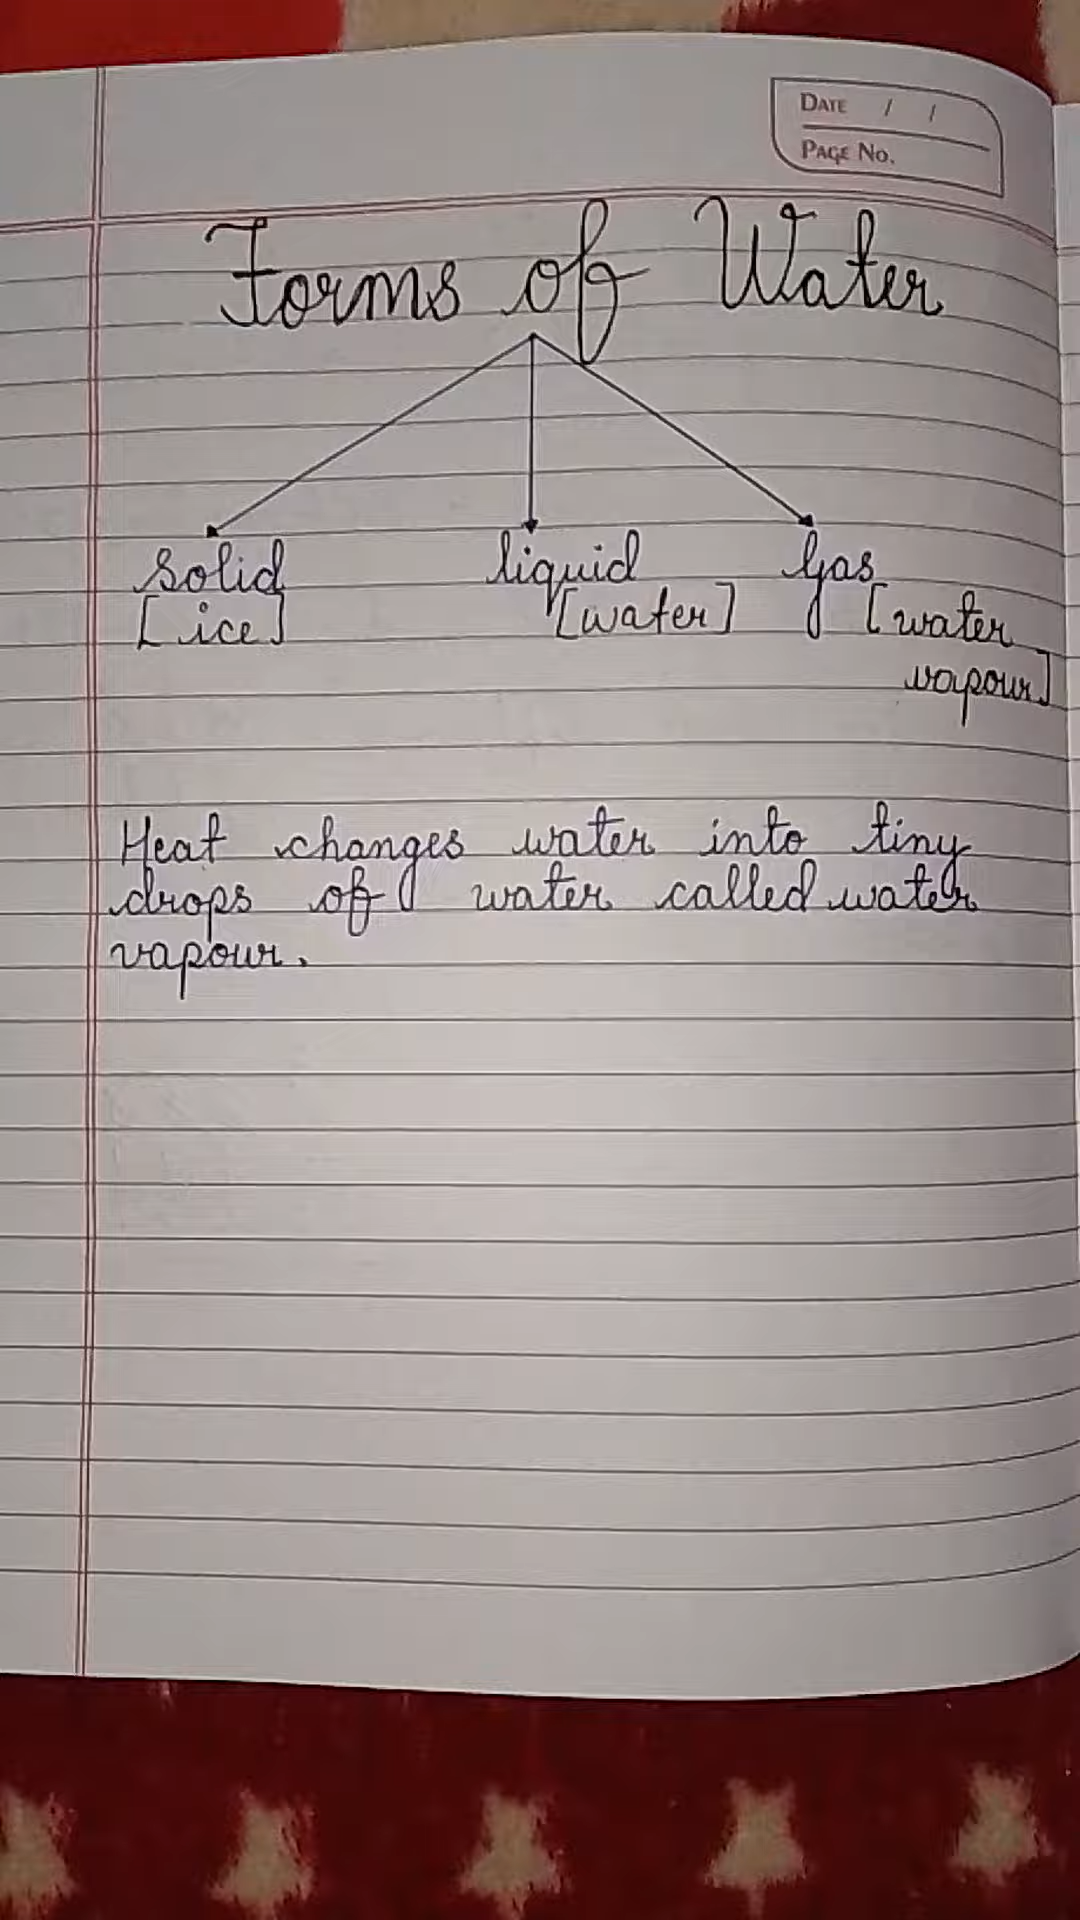 DATE / /
PAGE NO.
Forms of Water
solid liquid Gas
[ice] [water] [water
vapour]
Heat changes water into tiny
drops of water called water
vapour.